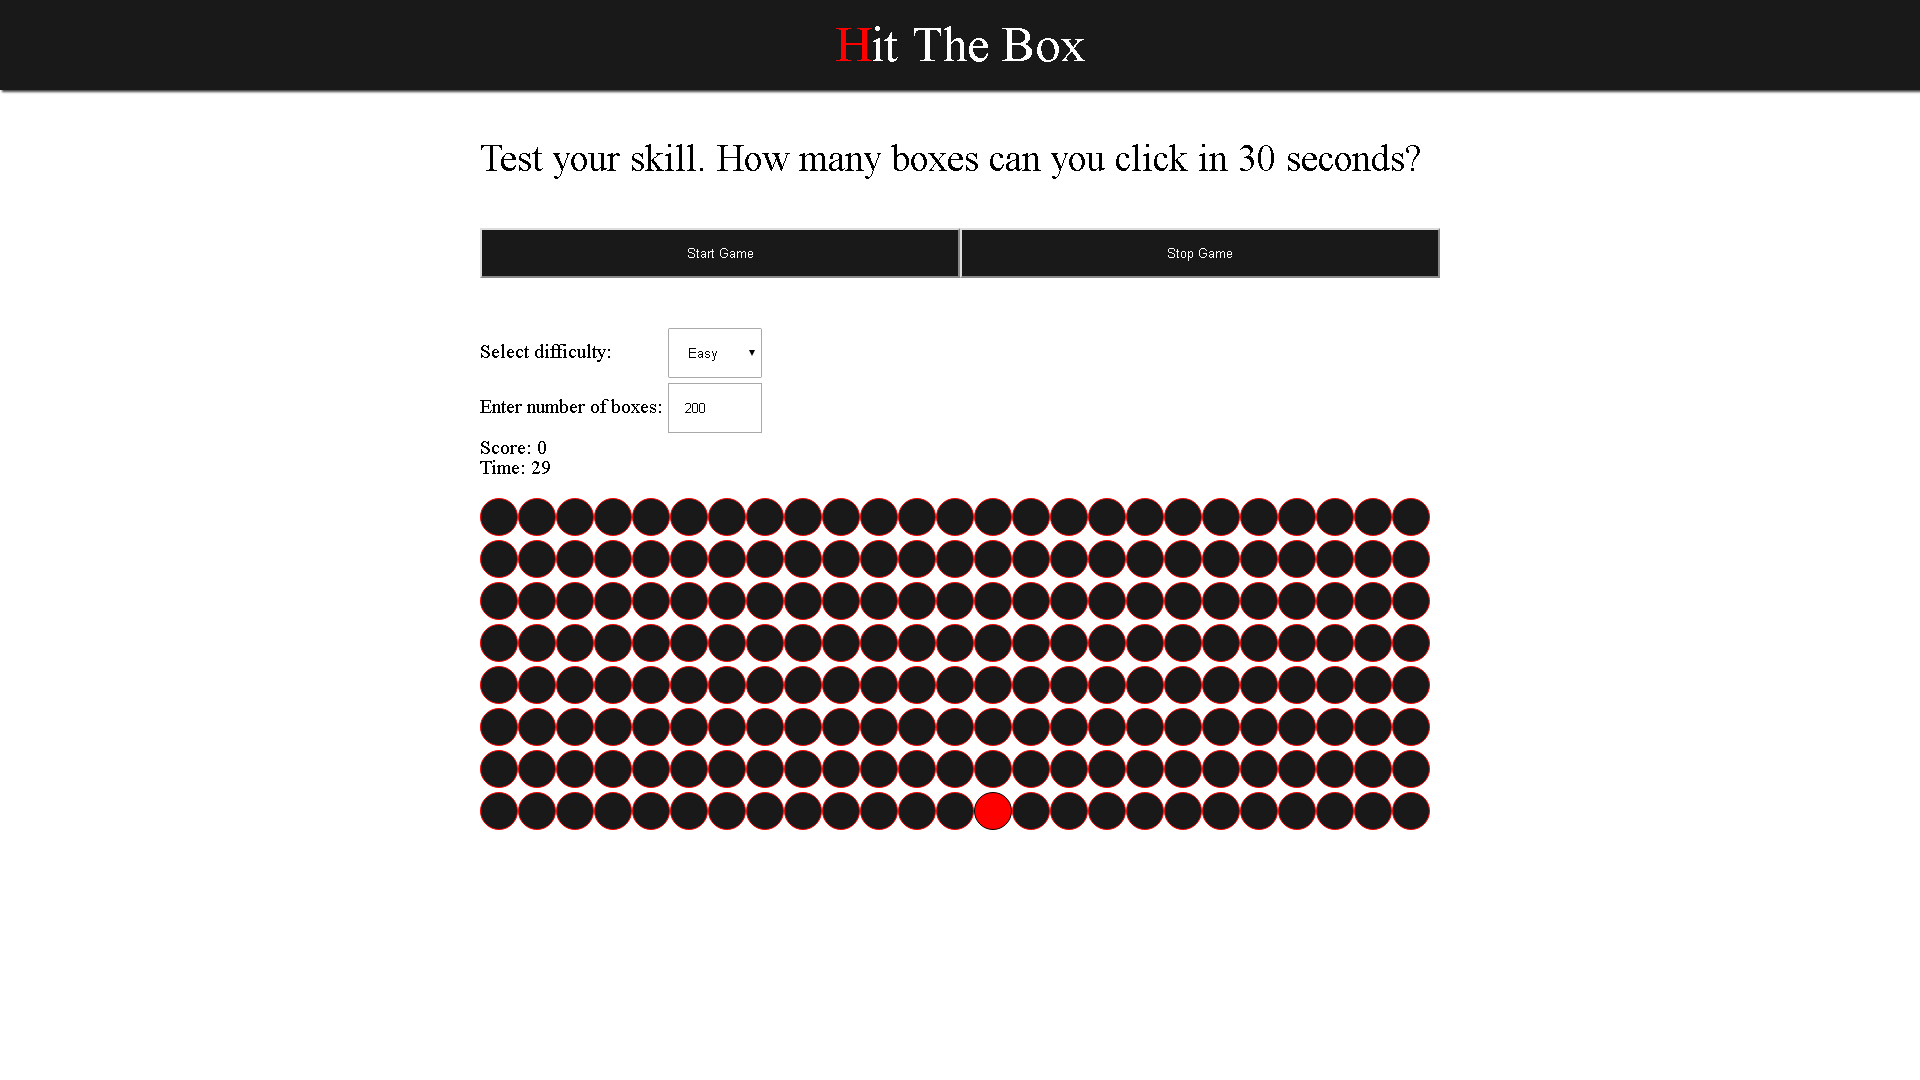 Hit The Box
Test your skill. How many boxes can you click in 30 seconds?
Start Game
Stop Game
Select difficulty:
Easy
Enter number of boxes:
200
Score: 0
Time: 29